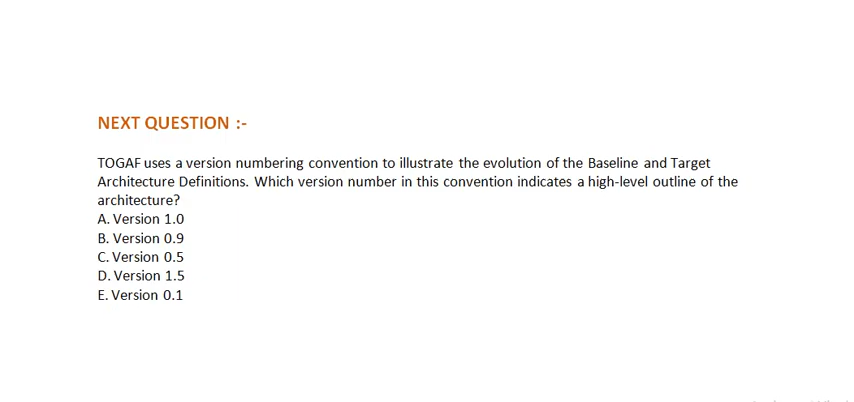 NEXT QUESTION :-
TOGAF uses a version numbering convention to illustrate the evolution of the Baseline and Target
Architecture Definitions. Which version number in this convention indicates a high-level outline of the
architecture?
A. Version 1.0
B. Version 0.9
C. Version 0.5
D. Version 1.5
E. Version 0.1